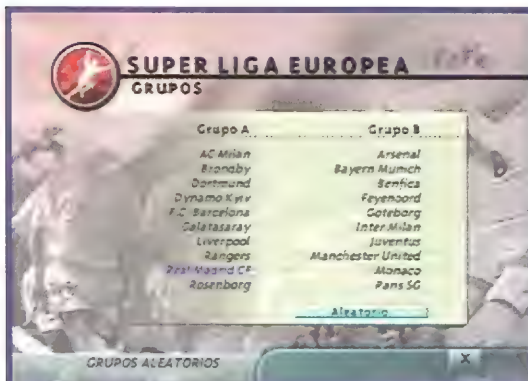 SUPER LIGA EUROPEA
GRUPOS
Grupo A Grupo B
AC Milan Arsenal
Brondby Bayern Munich
Dortmund Benfica
Dynamo Kyiv Feyenoord
F.C. Barcelona Goteborg
Galatasaray Inter Milan
Liverpool Juventus
Rangers Manchester United
Real Madrid CF Monaco
Rosenborg Paris SG
Aleatorio
GRUPOS ALEATORIOS
X